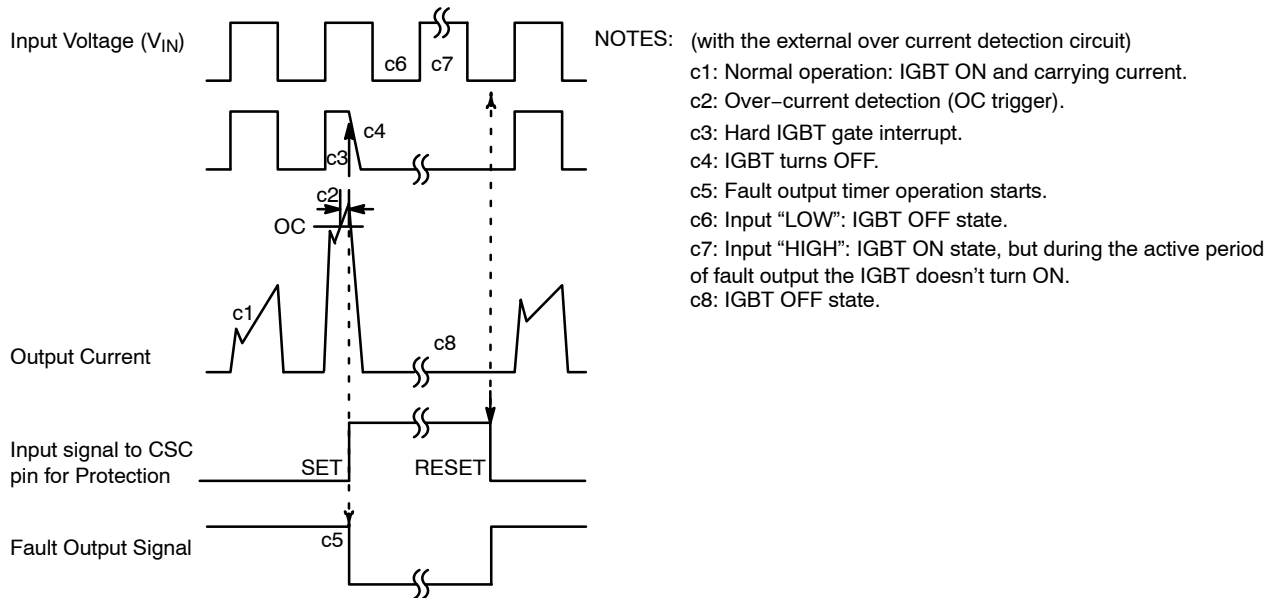 Input Voltage (VIN)
c6
c7
c4
c3
c2
OC
c1
c8
Output Current
Input signal to CSC
pin for Protection
SET
RESET
c5
Fault Output Signal
NOTES: (with the external over current detection circuit)
c1: Normal operation: IGBT ON and carrying current.
c2: Over−current detection (OC trigger).
c3: Hard IGBT gate interrupt.
c4: IGBT turns OFF.
c5: Fault output timer operation starts.
c6: Input “LOW”: IGBT OFF state.
c7: Input “HIGH”: IGBT ON state, but during the active period
of fault output the IGBT doesn’t turn ON.
c8: IGBT OFF state.